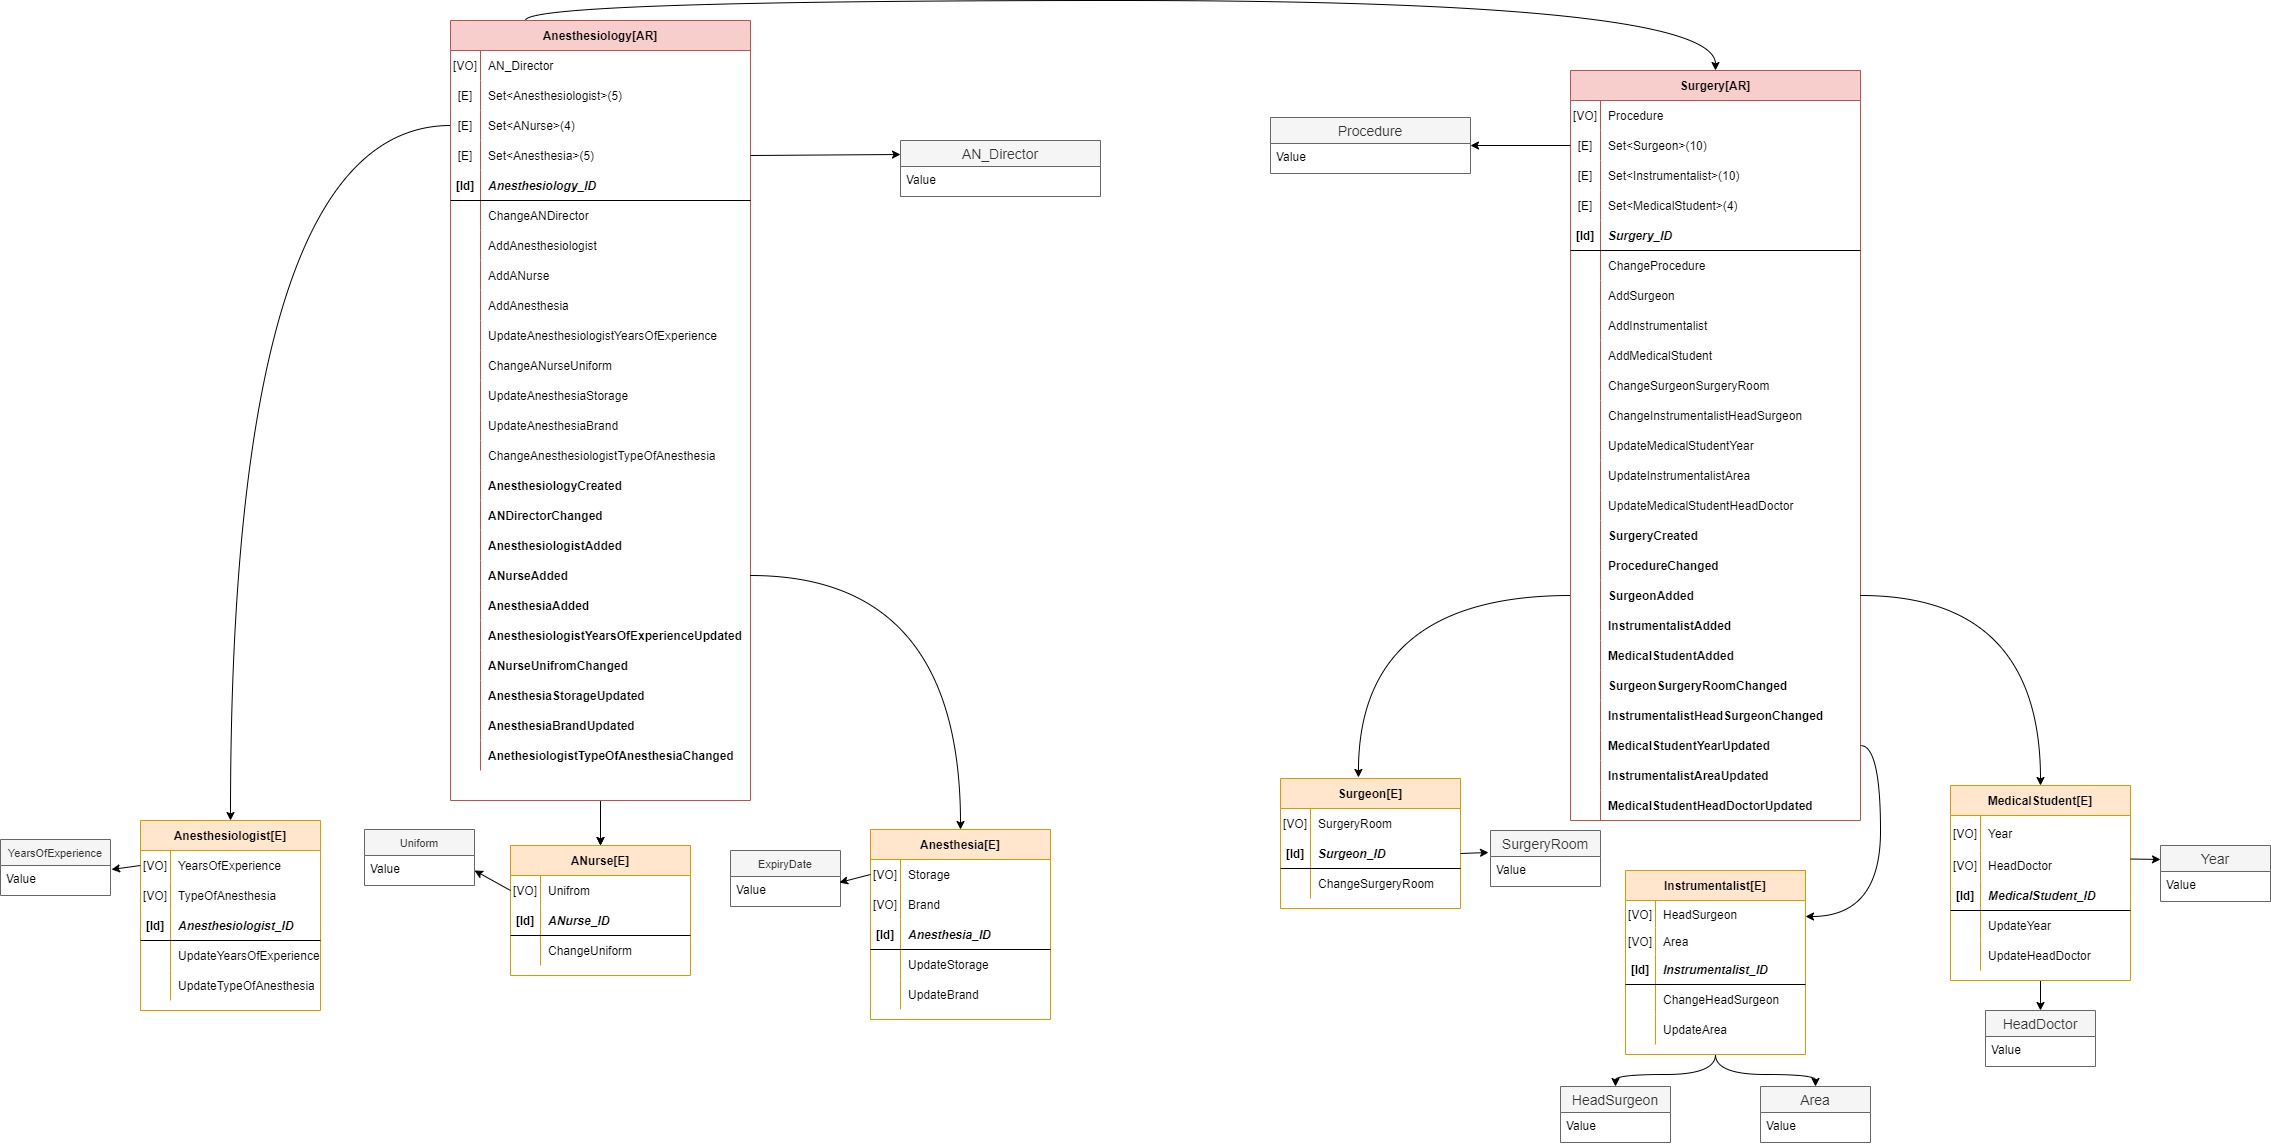 Anesthesiology[AR]
[VO] AN_Director
[E] Set<Anesthesiologist>(5)
[E] Set<ANurse>(4)
[E] Set<Anesthesia>(5)
[Id] Anesthesiology_ID
ChangeANDirector
AddAnesthesiologist
AddANurse
AddAnesthesia
UpdateAnesthesiologistYearsOfExperience
ChangeANurseUniform
UpdateAnesthesiaStorage
UpdateAnesthesiaBrand
ChangeAnesthesiologistTypeOfAnesthesia
AnesthesiologyCreated
ANDirectorChanged
AnesthesiologistAdded
ANurseAdded
AnesthesiaAdded
AnesthesiologistYearsOfExperienceUpdated
ANurseUnifromChanged
AnesthesiaStorageUpdated
AnesthesiaBrandUpdated
AnethesiologistTypeOfAnesthesiaChanged
AN_Director
Value
Procedure
Value
Surgery[AR]
[VO] Procedure
[E] Set<Surgeon>(10)
[E] Set<Instrumentalist>(10)
[E] Set<MedicalStudent>(4)
[Id] Surgery_ID
ChangeProcedure
AddSurgeon
AddInstrumentalist
AddMedicalStudent
ChangeSurgeonSurgeryRoom
ChangeInstrumentalistHeadSurgeon
UpdateMedicalStudentYear
UpdateInstrumentalistArea
UpdateMedicalStudentHeadDoctor
SurgeryCreated
ProcedureChanged
SurgeonAdded
InstrumentalistAdded
MedicalStudentAdded
SurgeonSurgeryRoomChanged
InstrumentalistHeadSurgeonChanged
MedicalStudentYearUpdated
InstrumentalistAreaUpdated
MedicalStudentHeadDoctorUpdated
YearsOfExperience
Value
Anesthesiologist[E]
[VO] YearsOfExperience
[VO] TypeOfAnesthesia
[Id] Anesthesiologist_ID
UpdateYearsOfExperience
UpdateTypeOfAnesthesia
Uniform
Value
ANurse[E]
[VO] Unifrom
[Id] ANurse_ID
ChangeUniform
ExpiryDate
Value
Anesthesia[E]
[VO] Storage
[VO] Brand
[Id] Anesthesia_ID
UpdateStorage
UpdateBrand
Surgeon[E]
[VO] SurgeryRoom
[Id] Surgeon_ID
ChangeSurgeryRoom
SurgeryRoom
Value
Instrumentalist[E]
[VO] HeadSurgeon
[VO] Area
[Id] Instrumentalist_ID
ChangeHeadSurgeon
UpdateArea
HeadSurgeon
Value
Area
Value
MedicalStudent[E]
[VO] Year
[VO] HeadDoctor
[Id] MedicalStudent_ID
UpdateYear
UpdateHeadDoctor
Year
Value
HeadDoctor
Value